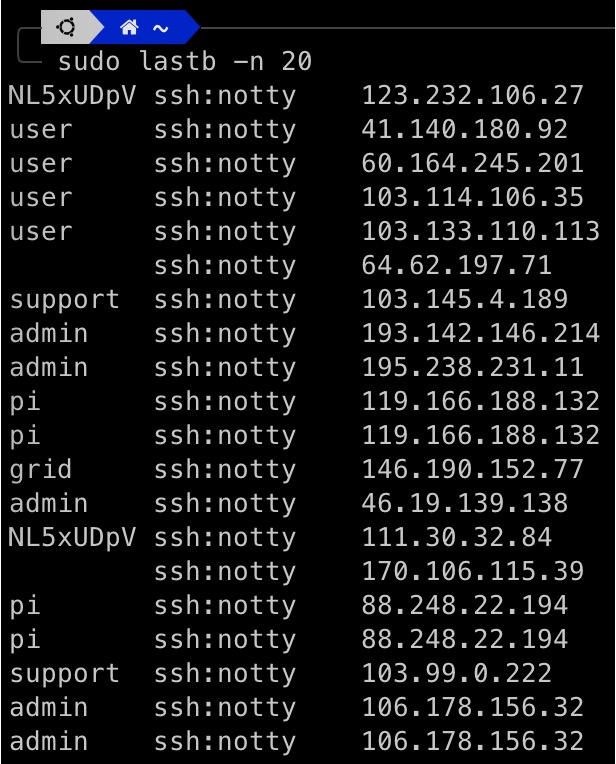 ~
sudo lastb -n 20
NL5xUDpV ssh:notty 123.232.106.27
user ssh:notty 41.140.180.92
user ssh:notty 60.164.245.201
user ssh:notty 103.114.106.35
user ssh:notty 103.133.110.113
ssh:notty 64.62.197.71
support ssh:notty 103.145.4.189
admin ssh:notty 193.142.146.214
admin ssh:notty 195.238.231.11
pi ssh:notty 119.166.188.132
pi ssh:notty 119.166.188.132
grid ssh:notty 146.190.152.77
admin ssh:notty 46.19.139.138
NL5xUDpV ssh:notty 111.30.32.84
ssh:notty 170.106.115.39
pi ssh:notty 88.248.22.194
pi ssh:notty 88.248.22.194
support ssh:notty 103.99.0.222
admin ssh:notty 106.178.156.32
admin ssh:notty 106.178.156.32